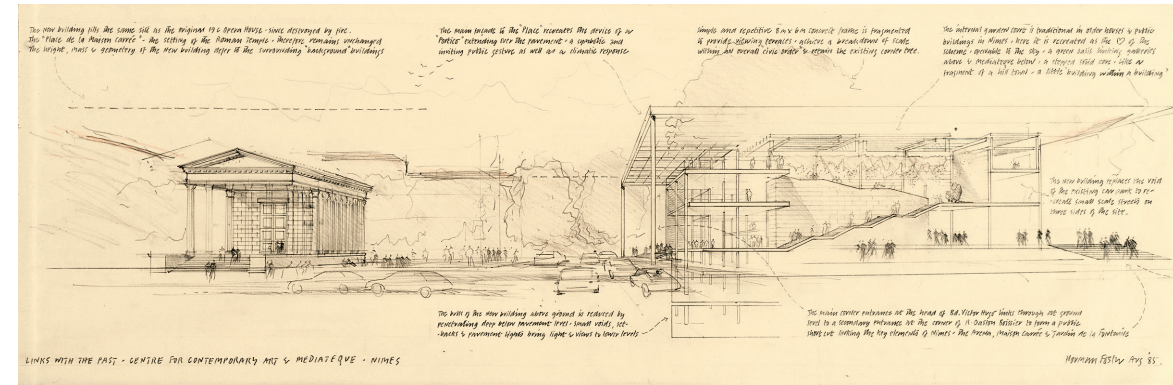 The new building fills the same site as the original 19c Opera House · since destroyed by fire.
The "Place de la Maison Carrée" · the setting of the Roman Temple · therefore remains unchanged
The height, mass & geometry of the new building defer to the surrounding "background" buildings
The main facade to the "Place" recreates the device of a
"Portico" extending over the pavement · a symbolic and
inviting public gesture as well as a climatic response
Simple and repetitive 8m x 6m concrete frame is fragmented
to provide viewing terraces · achieve a breakdown of scale
within an overall civic order & retain the existing corner tree.
The internal garden court is traditional in older houses & public
buildings in Nimes · here it is recreated as the ♡ of the
scheme · openable to the sky · a green oasis linking galleries
above & mediateque below · a stepped solid core · like a
fragment of a hill town · a little building within a building"
The new building replaces the void
of the existing car park to re-
create small scale streets on
three sides of the site.
The bulk of the new building above ground is reduced by
penetrating deep below pavement level · small voids, set-
backs & pavement lights bring light & views to lower levels
The main corner entrance at the head of Bd. Victor Hugo links through at ground
level to a secondary entrance at the corner of R. Gaston Boissier to form a public
short cut linking the key elements of Nimes · The Arena, Maison Carrée & Jardin de la Fontaine
LINKS WITH THE PAST · CENTRE FOR CONTEMPORARY ART & MEDIATEQUE · NIMES
Norman Foster Aug '85.